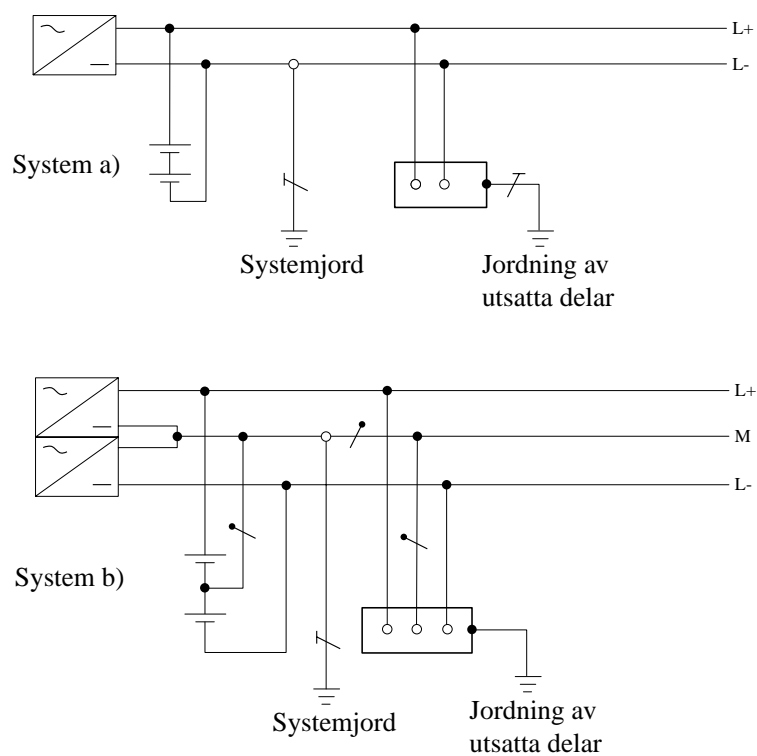 L+
L-
System a)
Systemjord
Jordning av
utsatta delar
L+
M
L-
System b)
Systemjord
Jordning av
utsatta delar